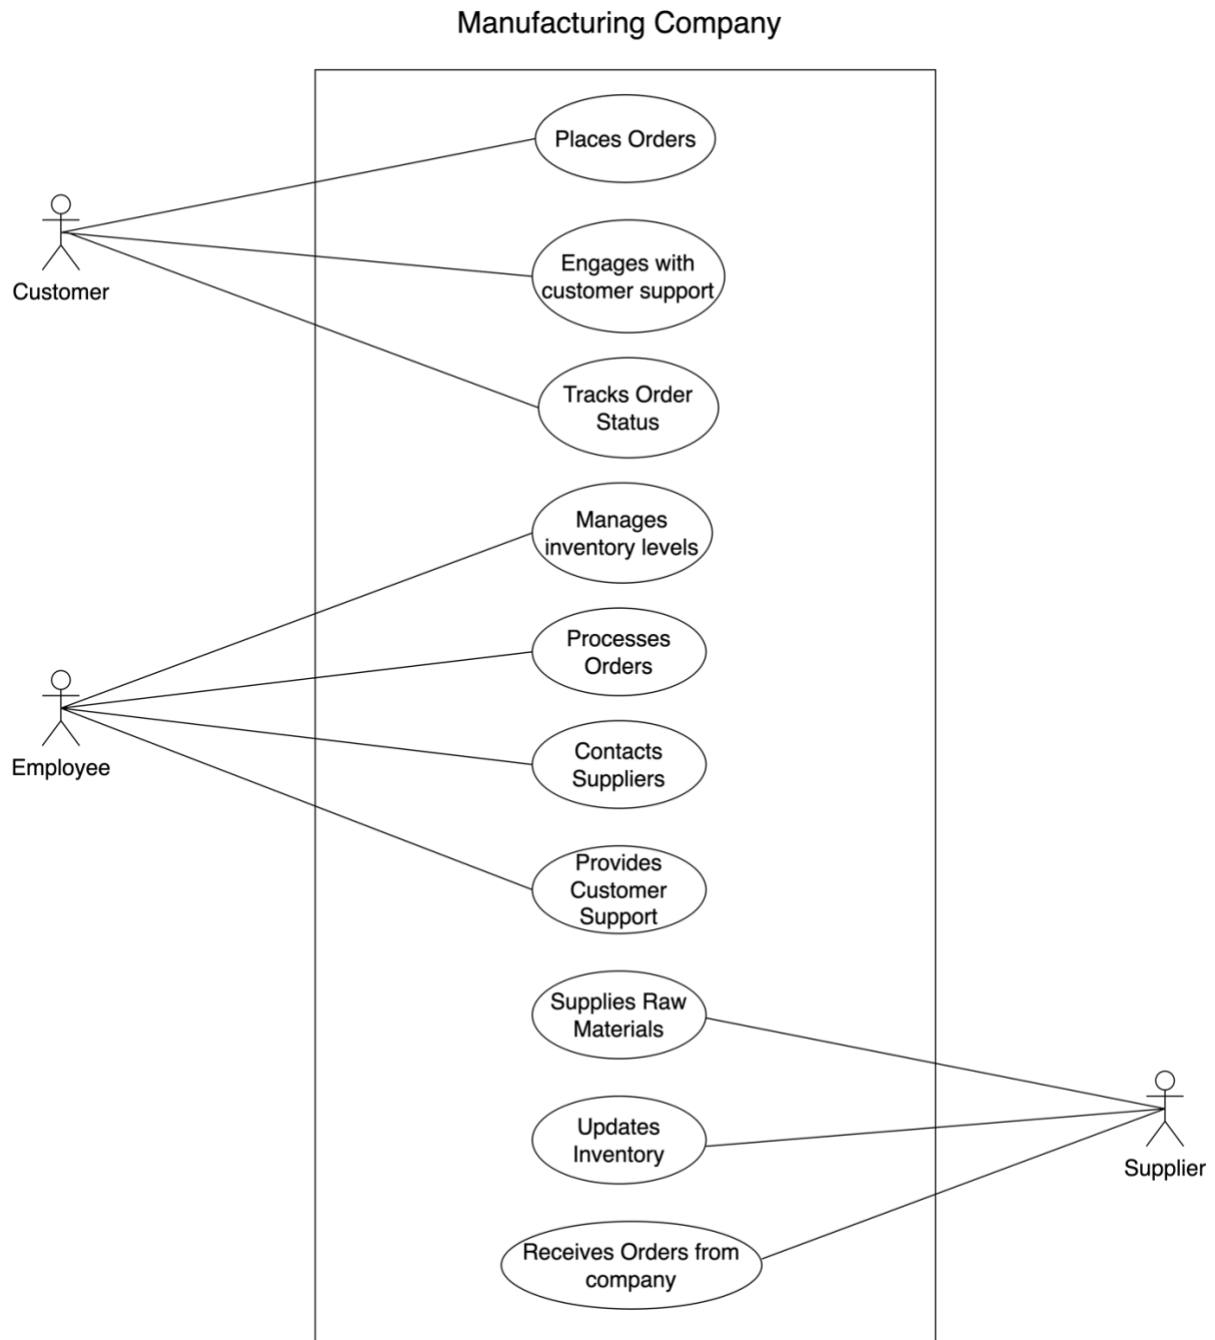 Manufacturing Company
Places Orders
Customer
Engages with
customer support
Tracks Order
Status
Manages
inventory levels
Employee
Processes
Orders
Contacts
Suppliers
Provides
Customer
Support
Supplies Raw
Materials
Updates
Inventory
Supplier
Receives Orders from
company